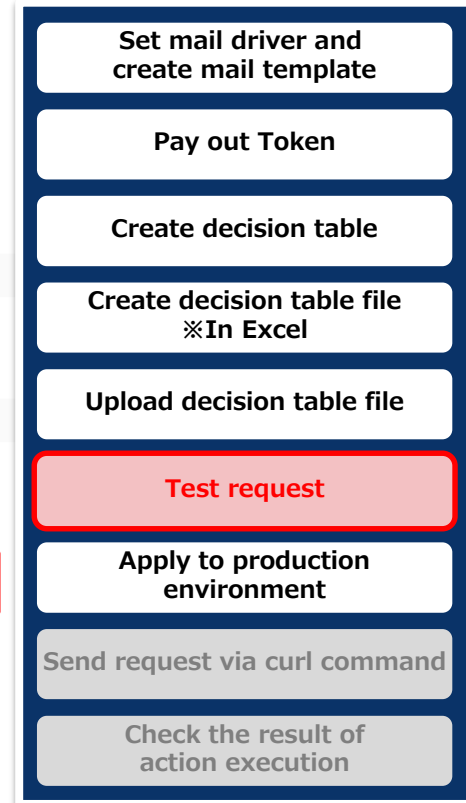 Set mail driver and
create mail template
Pay out Token
Create decision table
Create decision table file
※In Excel
Upload decision table file
Test request
Apply to production
environment
Send request via curl command
Check the result of
action execution